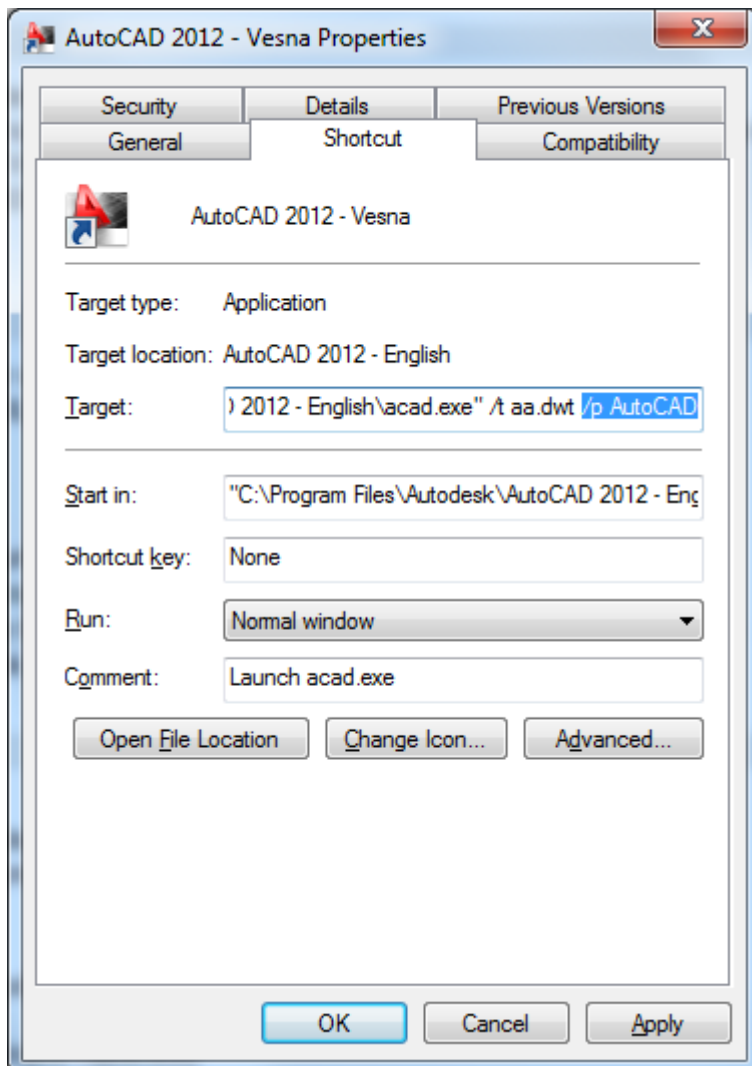 AutoCAD 2012 - Vesna Properties
Security Details Previous Versions
General Shortcut Compatibility
AutoCAD 2012 - Vesna
Target type: Application
Target location: AutoCAD 2012 - English
Target: 2012 - English\acad.exe" /t aa.dwt /p AutoCAD
Start in: "C:\Program Files\Autodesk\AutoCAD 2012 - Eng
Shortcut key: None
Run: Normal window
Comment: Launch acad.exe
Open File Location Change Icon... Advanced...
OK Cancel Apply